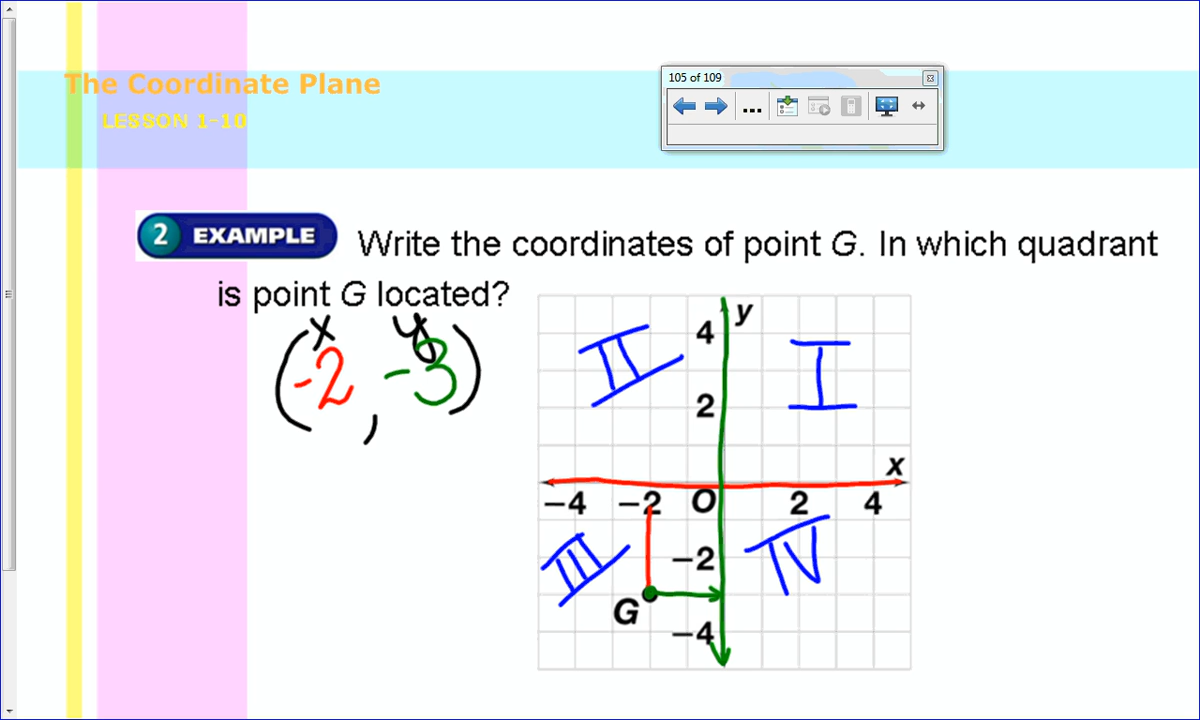 The Coordinate Plane
LESSON 1-10
105 of 109
...
2 EXAMPLE Write the coordinates of point G. In which quadrant
is point G located?
x y
(-2, -3)
y
4
2
II
I
x
−4 −2 O 2 4
III
−2
IV
G
−4